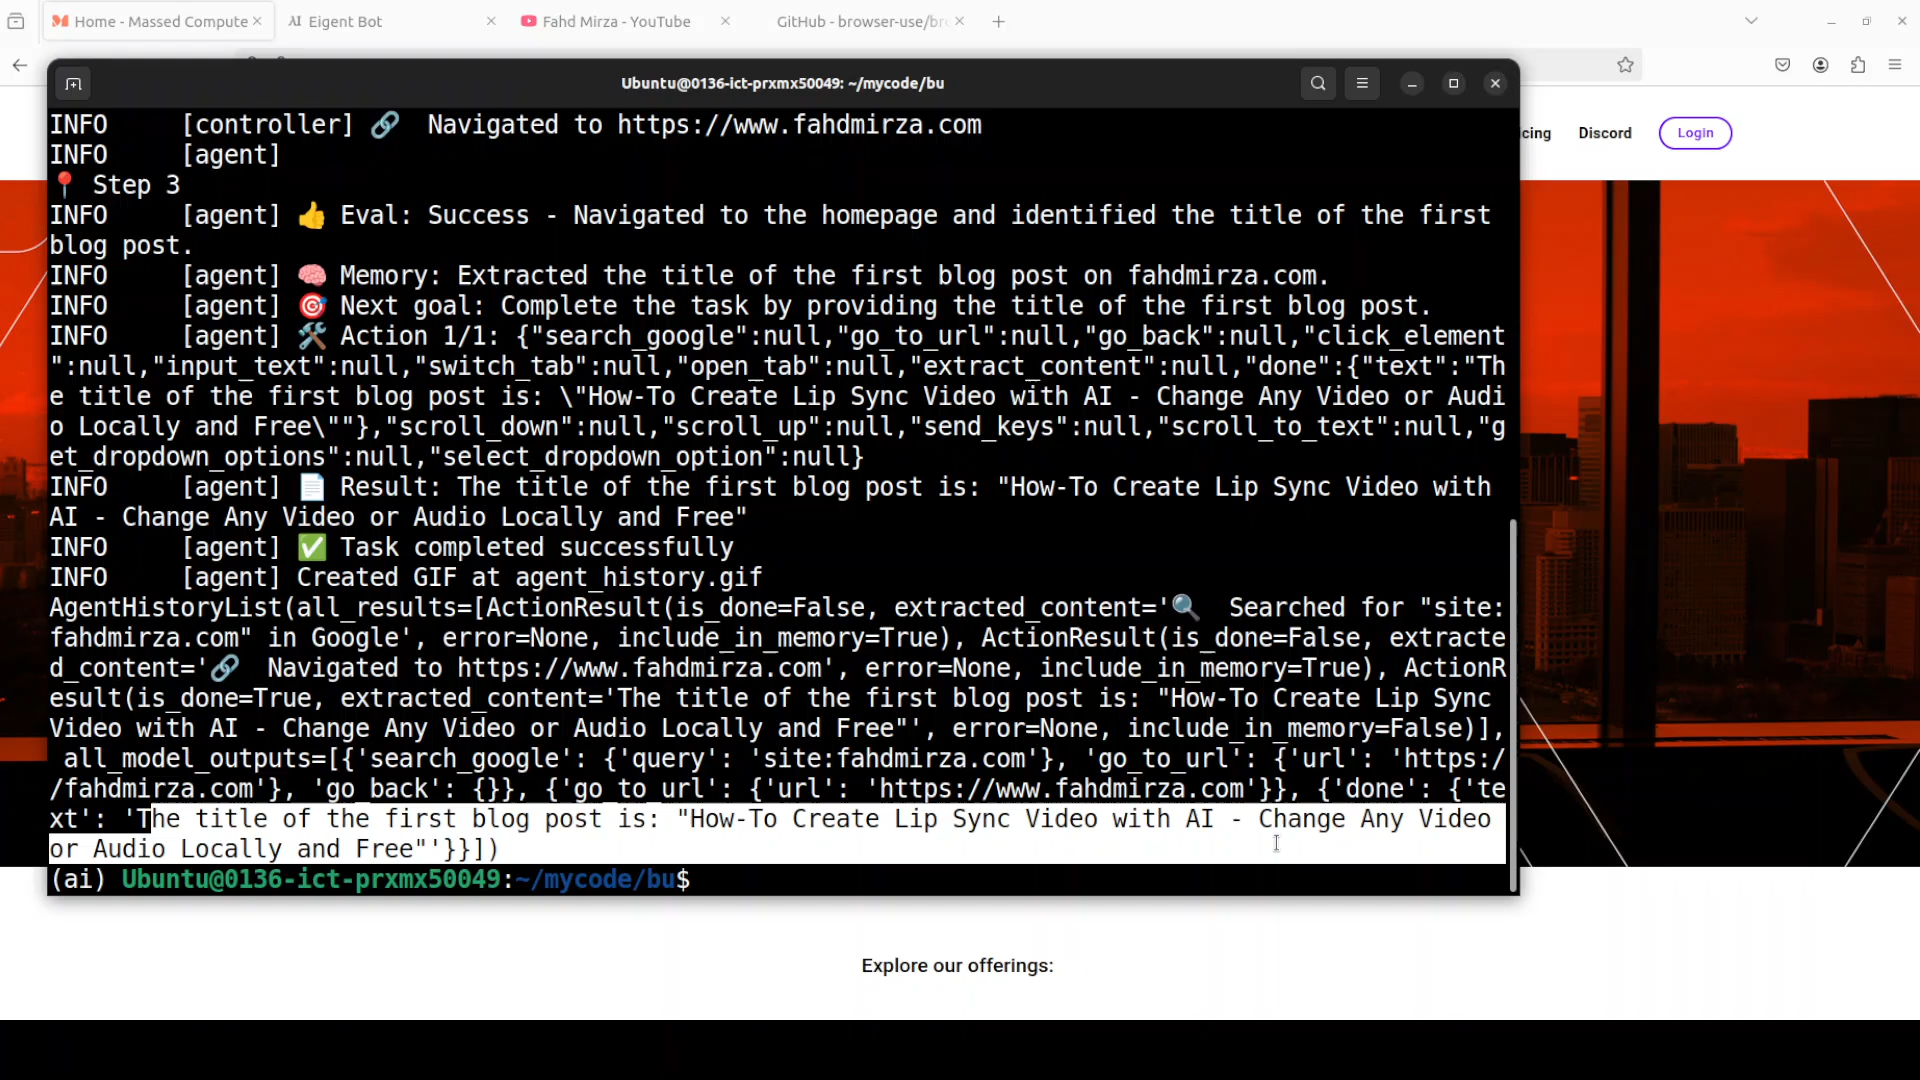 Home - Massed Compute
AI Eigent Bot
Fahd Mirza - YouTube
GitHub - browser-use/br
Ubuntu@0136-ict-prxmx50049: ~/mycode/bu
icing
Discord
Login
INFO     [controller] 🔗  Navigated to https://www.fahdmirza.com
INFO     [agent]
📍 Step 3
INFO     [agent] 👍 Eval: Success - Navigated to the homepage and identified the title of the first
blog post.
INFO     [agent] 🧠 Memory: Extracted the title of the first blog post on fahdmirza.com.
INFO     [agent] 🎯 Next goal: Complete the task by providing the title of the first blog post.
INFO     [agent] 🛠️ Action 1/1: {"search_google":null,"go_to_url":null,"go_back":null,"click_element
":null,"input_text":null,"switch_tab":null,"open_tab":null,"extract_content":null,"done":{"text":"Th
e title of the first blog post is: \"How-To Create Lip Sync Video with AI - Change Any Video or Audi
o Locally and Free\""},"scroll_down":null,"scroll_up":null,"send_keys":null,"scroll_to_text":null,"g
et_dropdown_options":null,"select_dropdown_option":null}
INFO     [agent] 📄 Result: The title of the first blog post is: "How-To Create Lip Sync Video with
AI - Change Any Video or Audio Locally and Free"
INFO     [agent] ✅ Task completed successfully
INFO     [agent] Created GIF at agent_history.gif
AgentHistoryList(all_results=[ActionResult(is_done=False, extracted_content='🔍  Searched for "site:
fahdmirza.com" in Google', error=None, include_in_memory=True), ActionResult(is_done=False, extracte
d_content='🔗  Navigated to https://www.fahdmirza.com', error=None, include_in_memory=True), ActionR
esult(is_done=True, extracted_content='The title of the first blog post is: "How-To Create Lip Sync
Video with AI - Change Any Video or Audio Locally and Free"', error=None, include_in_memory=False)],
all_model_outputs=[{'search_google': {'query': 'site:fahdmirza.com'}, 'go_to_url': {'url': 'https:/
/fahdmirza.com'}, 'go_back': {}}, {'go_to_url': {'url': 'https://www.fahdmirza.com'}}, {'done': {'te
xt': 'The title of the first blog post is: "How-To Create Lip Sync Video with AI - Change Any Video
or Audio Locally and Free"'}}])
(ai) Ubuntu@0136-ict-prxmx50049:~/mycode/bu$
Explore our offerings: